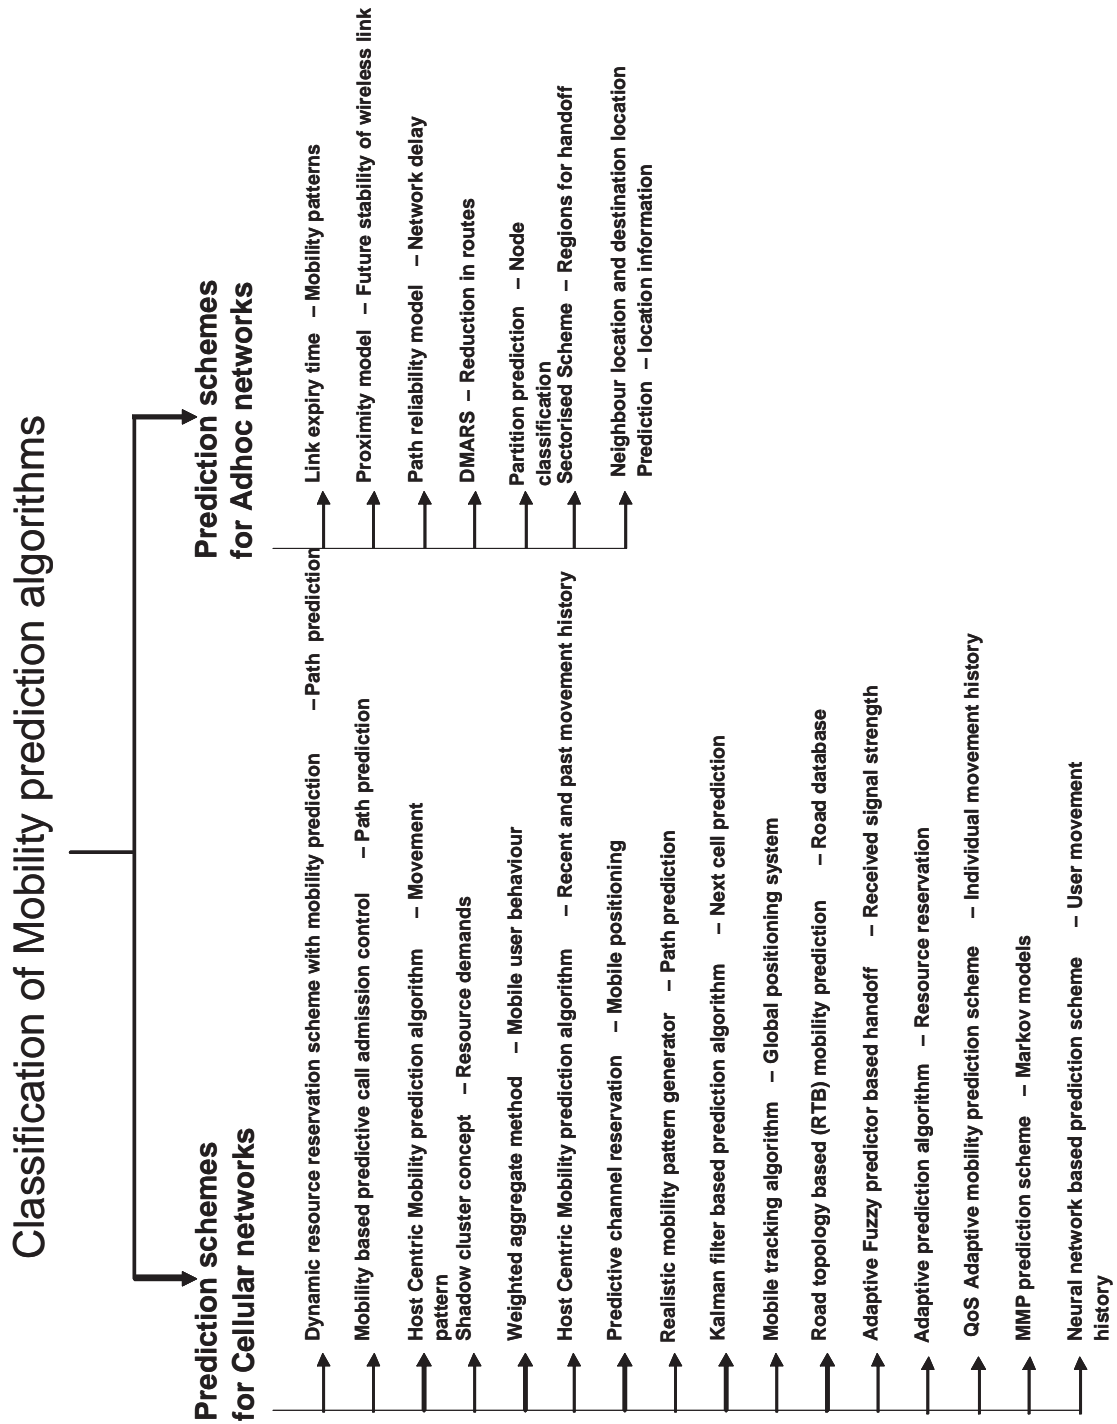 Classification of Mobility prediction algorithms
Prediction schemes
for Cellular networks
Dynamic resource reservation scheme with mobility prediction – Path prediction
Mobility based predictive call admission control – Path prediction
Host Centric Mobility prediction algorithm – Movement
pattern
Shadow cluster concept – Resource demands
Weighted aggregate method – Mobile user behaviour
Host Centric Mobility prediction algorithm – Recent and past movement history
Predictive channel reservation – Mobile positioning
Realistic mobility pattern generator – Path prediction
Kalman filter based prediction algorithm – Next cell prediction
Mobile tracking algorithm – Global positioning system
Road topology based (RTB) mobility prediction – Road database
Adaptive Fuzzy predictor based handoff – Received signal strength
Adaptive prediction algorithm – Resource reservation
QoS Adaptive mobility prediction scheme – Individual movement history
MMP prediction scheme – Markov models
Neural network based prediction scheme – User movement
history
Prediction schemes
for Adhoc networks
Link expiry time – Mobility patterns
Proximity model – Future stability of wireless link
Path reliability model – Network delay
DMARS – Reduction in routes
Partition prediction – Node
classification
Sectorised Scheme – Regions for handoff
Neighbour location and destination location
Prediction – location information